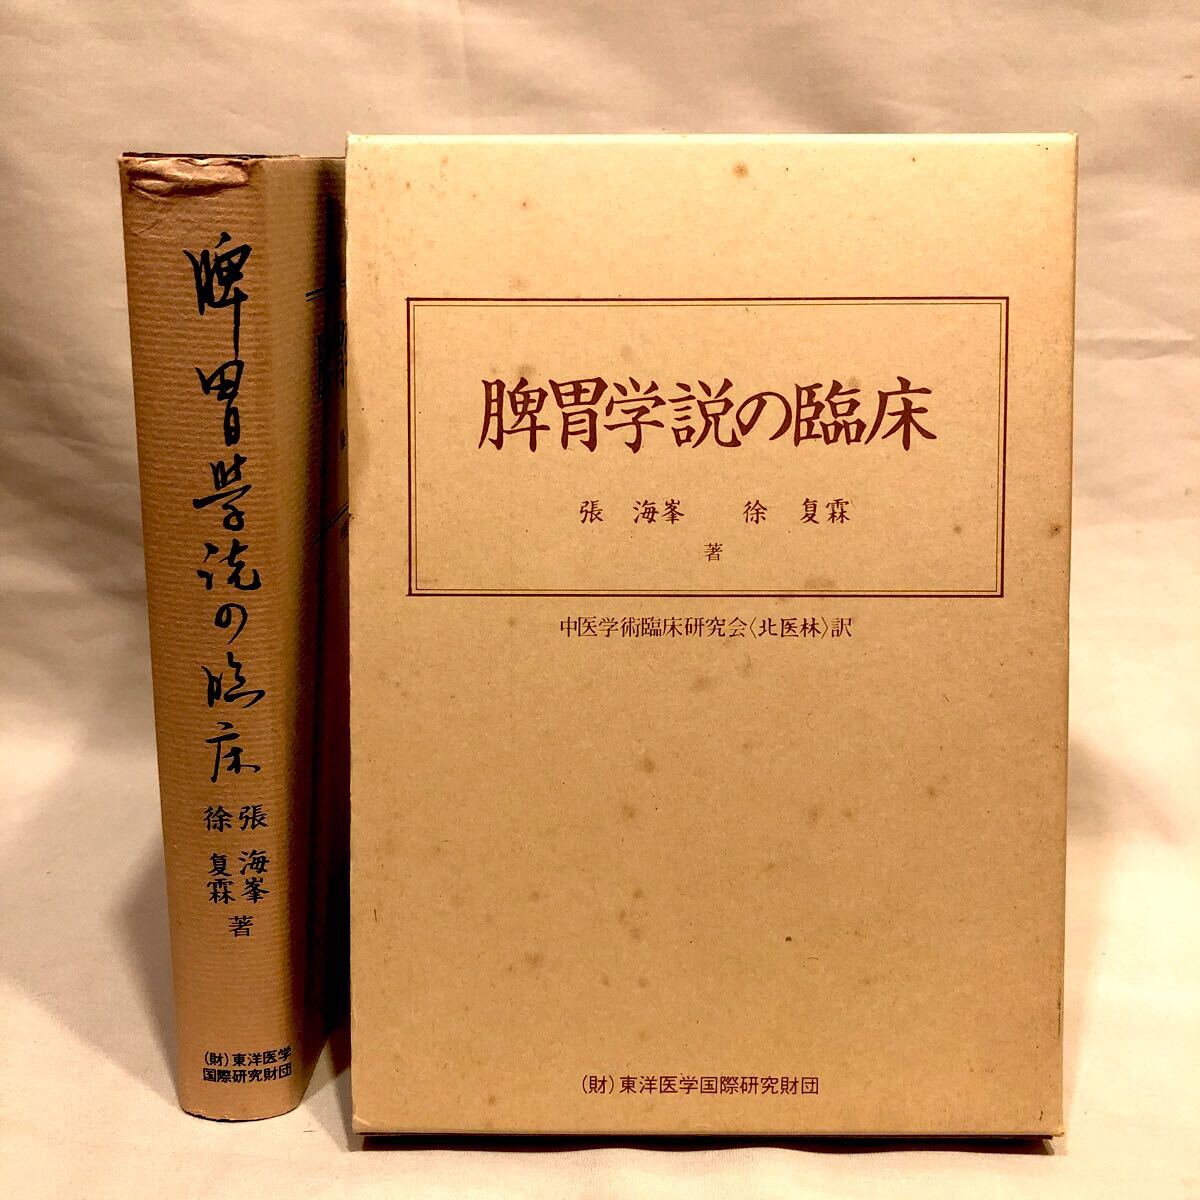 脾胃学説の臨床
張海峯
徐复霖
著
(財)東洋医学
国際研究財団
脾胃学説の臨床
張 海峯 徐 复霖
著
中医学術臨床研究会〈北医林〉訳
(財)東洋医学国際研究財団